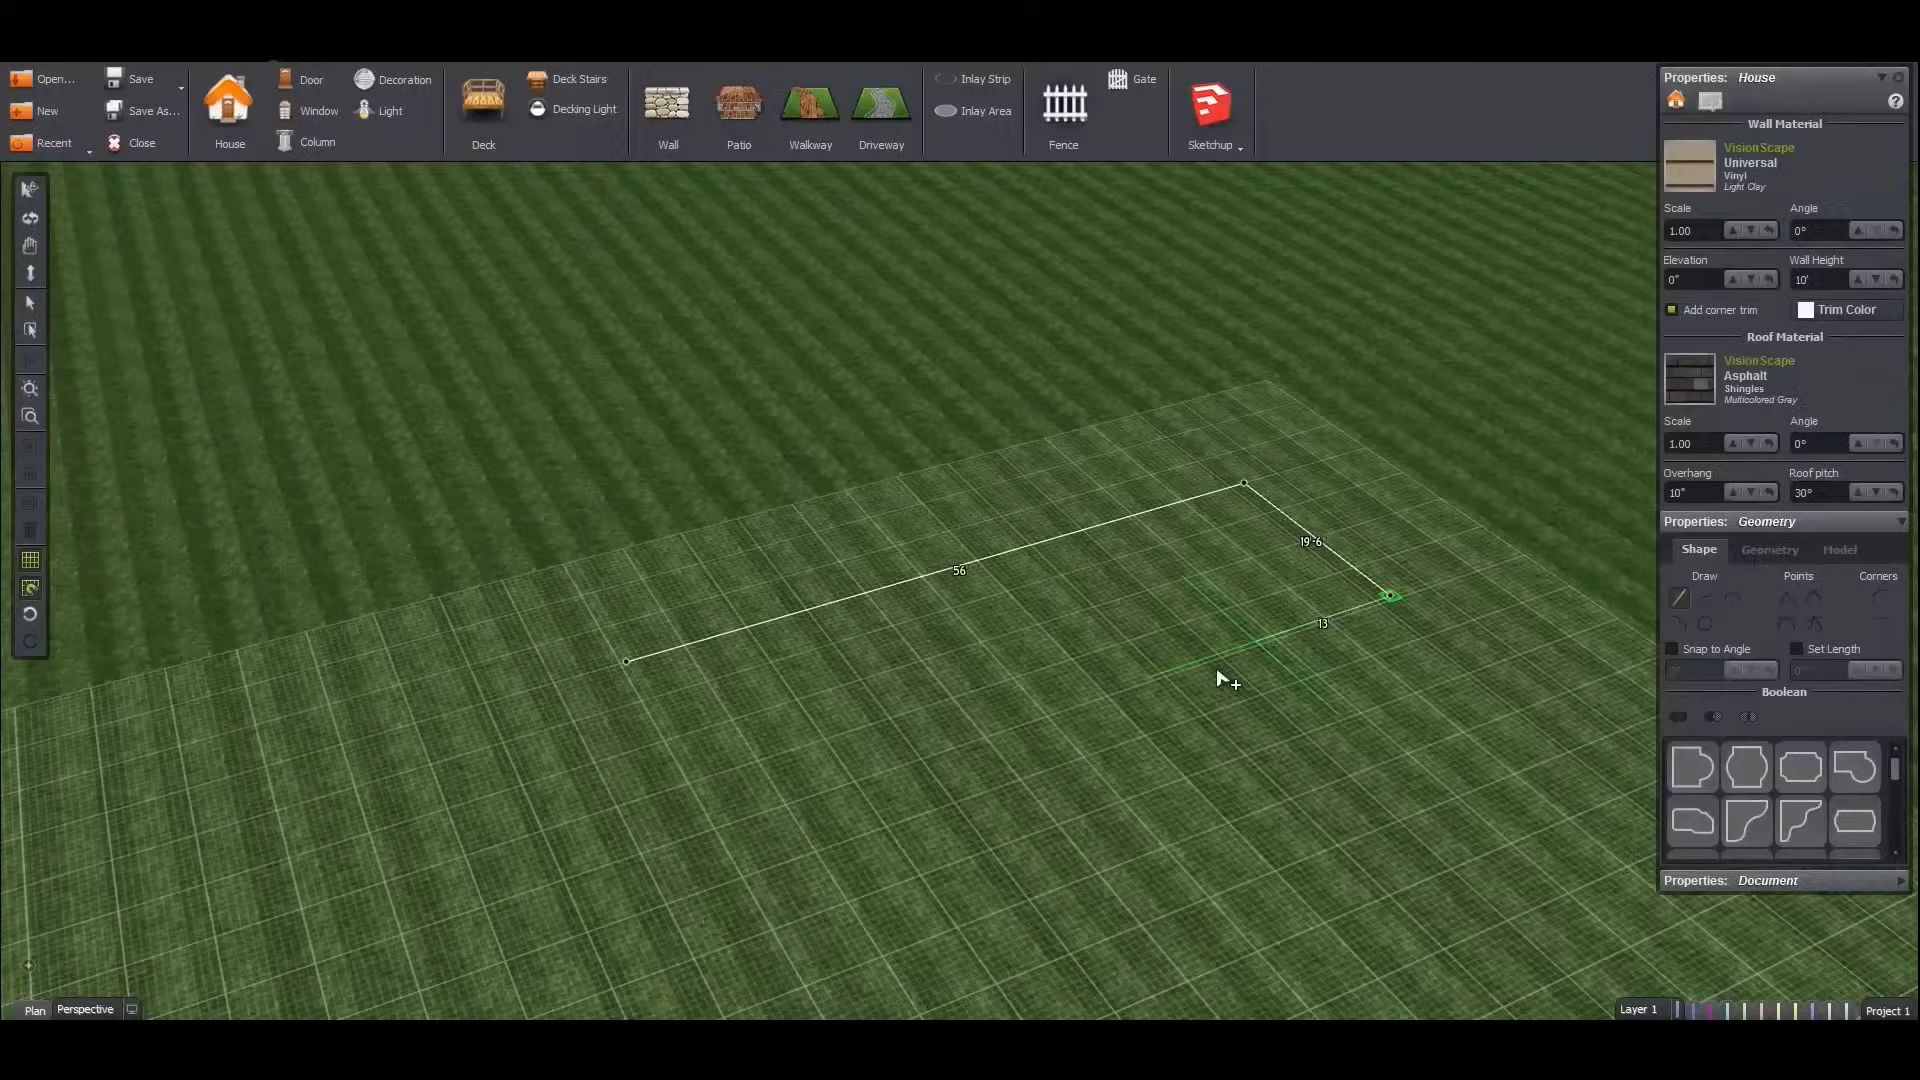 Open...
Save
New
Save As...
Recent
Close
House
Door
Window
Column
Decoration
Light
Deck
Deck Stairs
Decking Light
Wall
Patio
Walkway
Driveway
Inlay Strip
Inlay Area
Fence
Gate
Sketchup
Properties: House
?
Wall Material
VisionScape
Universal
Vinyl
Light Clay
Scale Angle
1.00 0°
Elevation Wall Height
0" 10'
Add corner trim Trim Color
Roof Material
VisionScape
Asphalt
Shingles
Multicolored Gray
Scale Angle
1.00 0°
Overhang Roof pitch
10" 30°
Properties: Geometry
Shape Geometry Model
Draw Points Corners
Snap to Angle Set Length
Boolean
Properties: Document
19'-6
56
13
Plan Perspective
Layer 1
Project 1